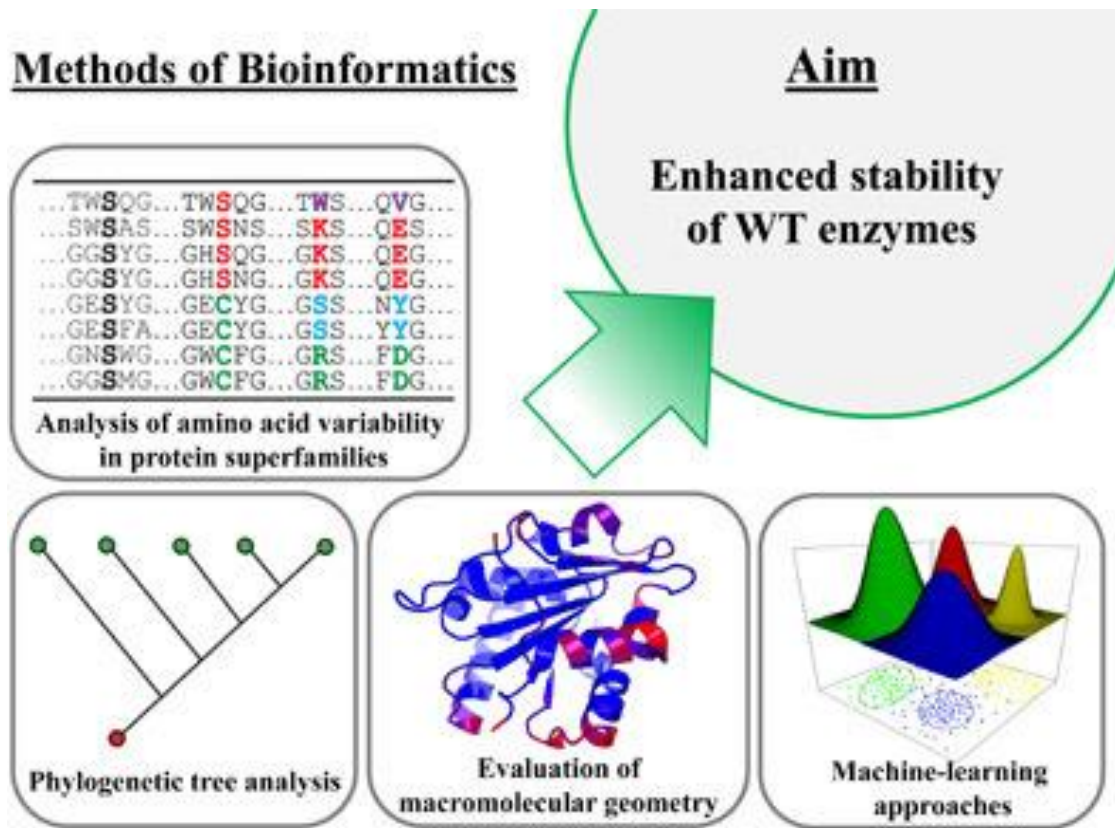 Methods of Bioinformatics
Aim
Enhanced stability
of WT enzymes
...TWSQG...TWSQG...TWS...QVG...
...SWSAS...SWSNS...SKS...QES...
...GGSYG...GHSQG...GKS...QEG...
...GGSYG...GHSNG...GKS...QEG...
...GESYG...GECYG...GSS...NYG...
...GESFA...GECYG...GSS...YYG...
...GNSWG...GWCFG...GRS...FDG...
...GGSMG...GWCFG...GRS...FDG...
Analysis of amino acid variability
in protein superfamilies
Phylogenetic tree analysis
Evaluation of
macromolecular geometry
Machine-learning
approaches